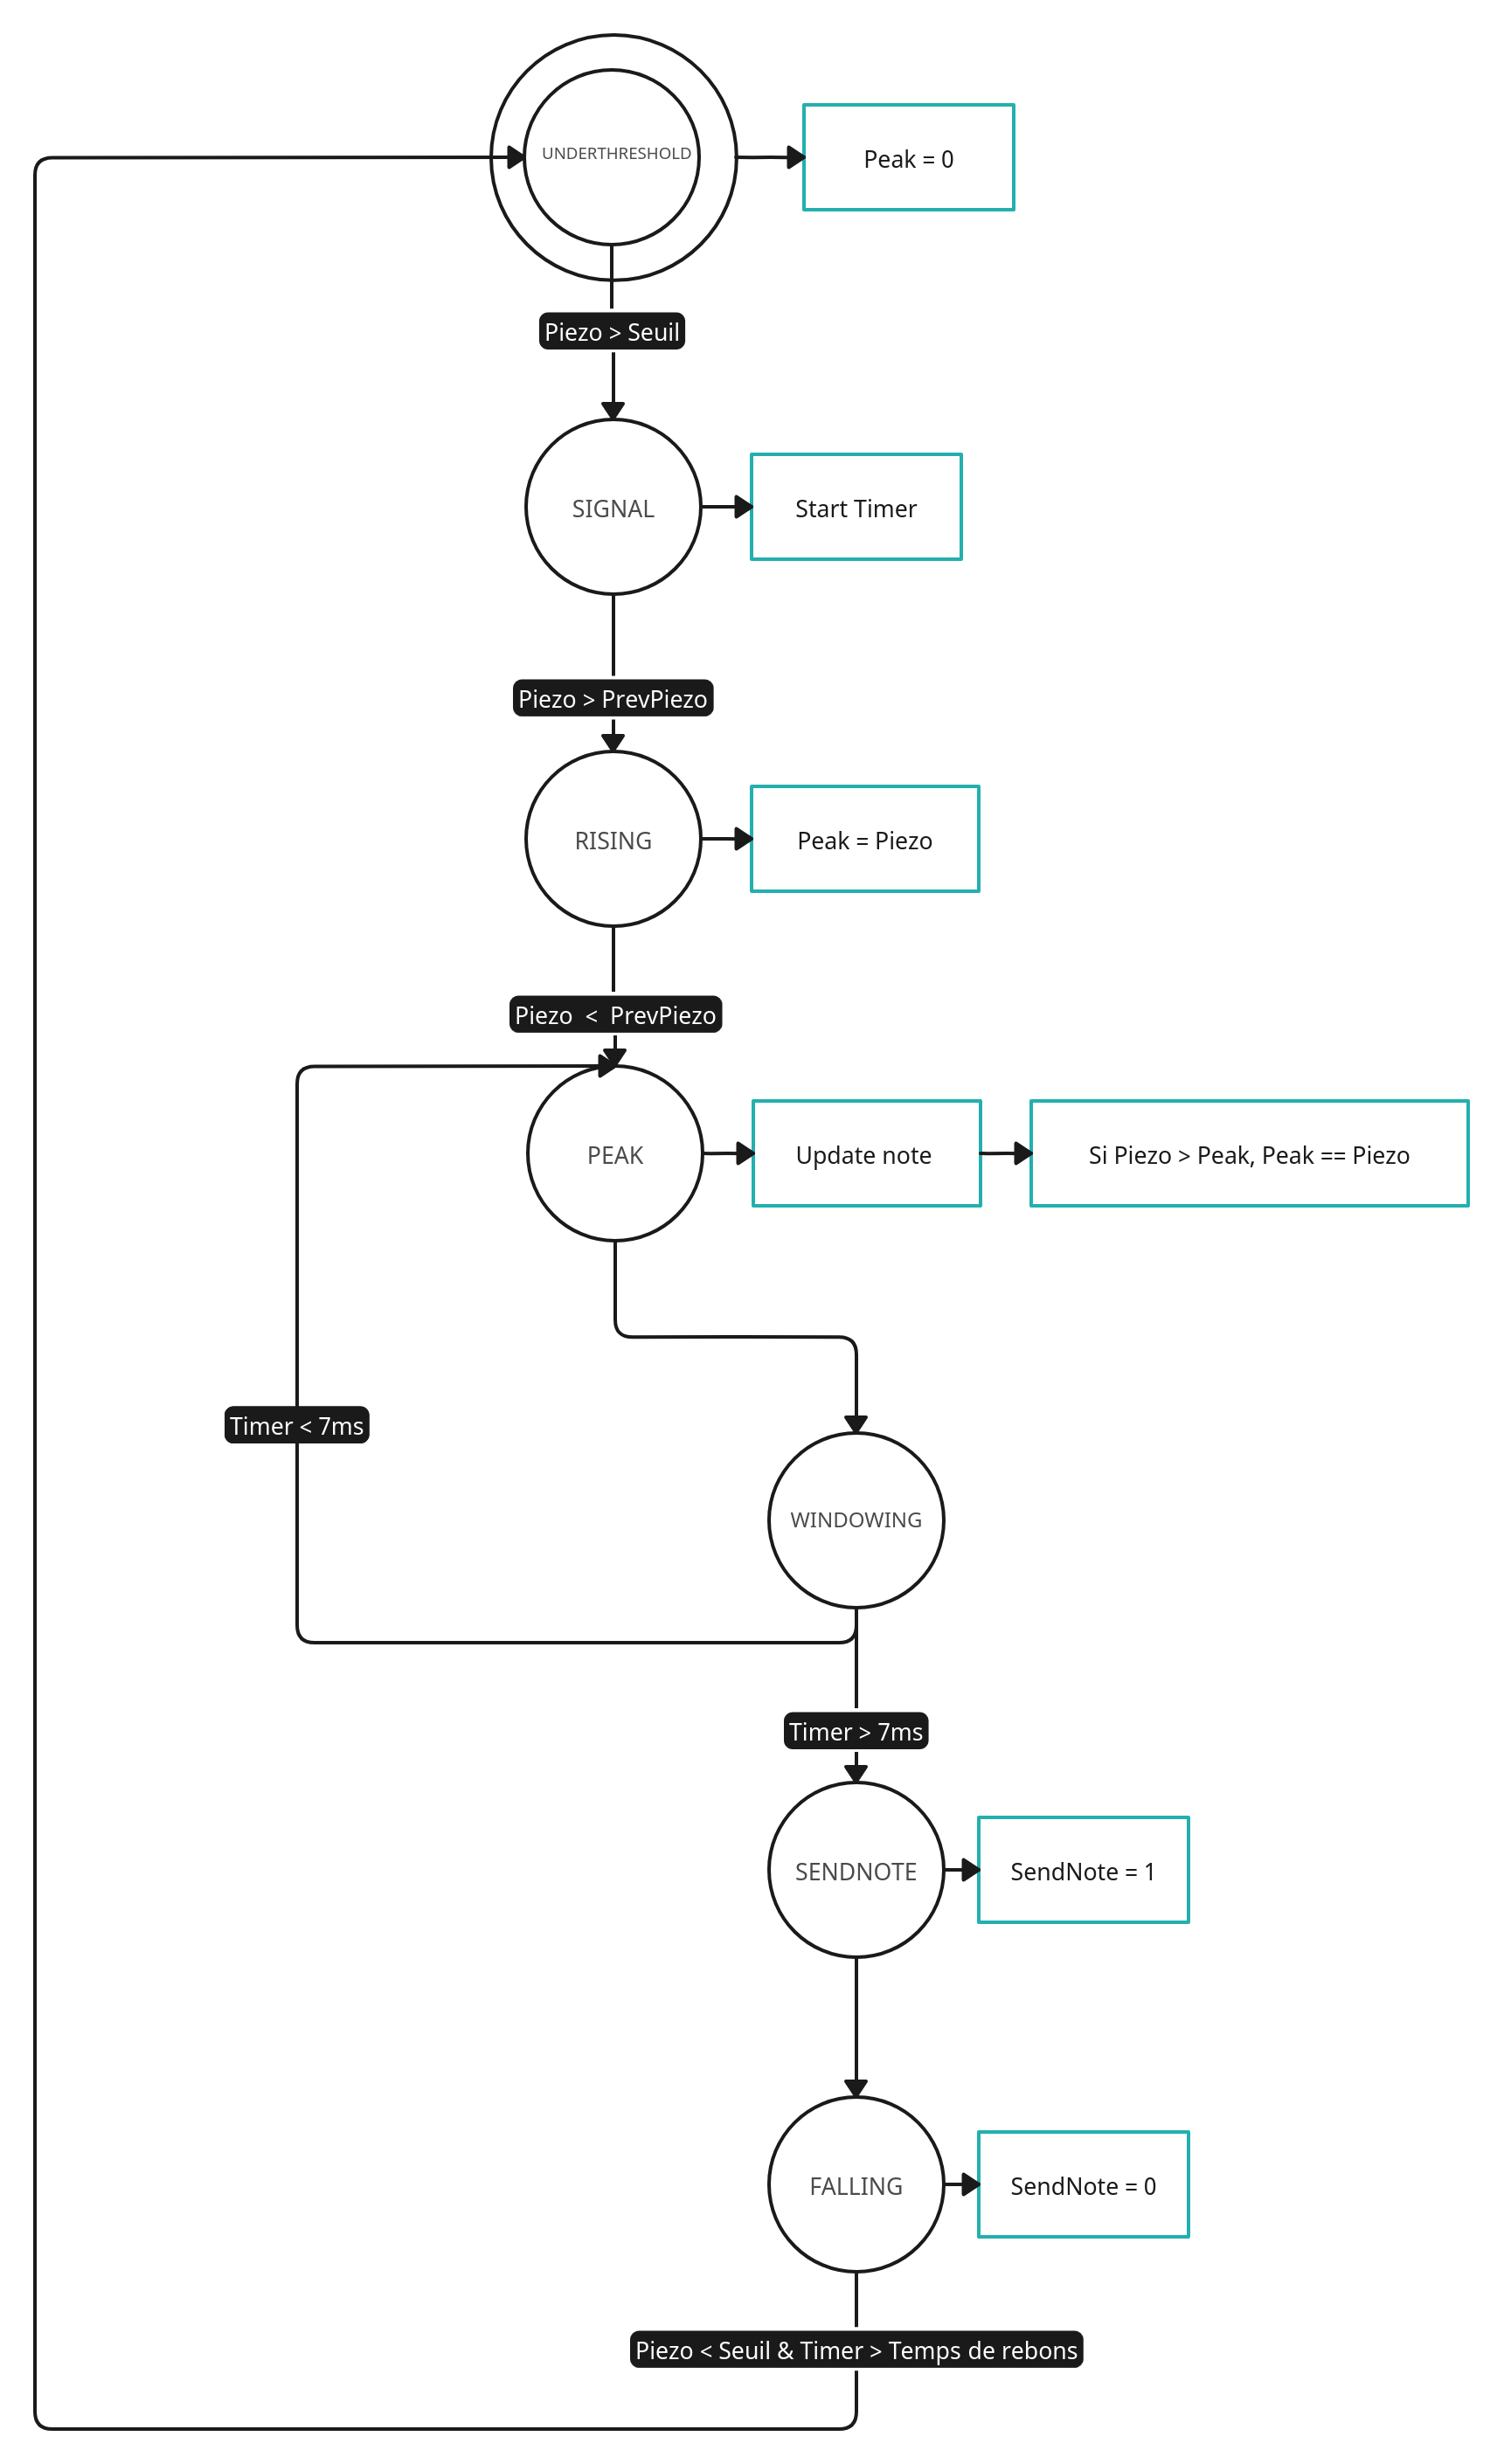 UNDERTHRESHOLD
Peak = 0
Piezo > Seuil
SIGNAL
Start Timer
Piezo > PrevPiezo
RISING
Peak = Piezo
Piezo < PrevPiezo
PEAK
Update note
Si Piezo > Peak, Peak == Piezo
Timer < 7ms
WINDOWING
Timer > 7ms
SENDNOTE
SendNote = 1
FALLING
SendNote = 0
Piezo < Seuil & Timer > Temps de rebons